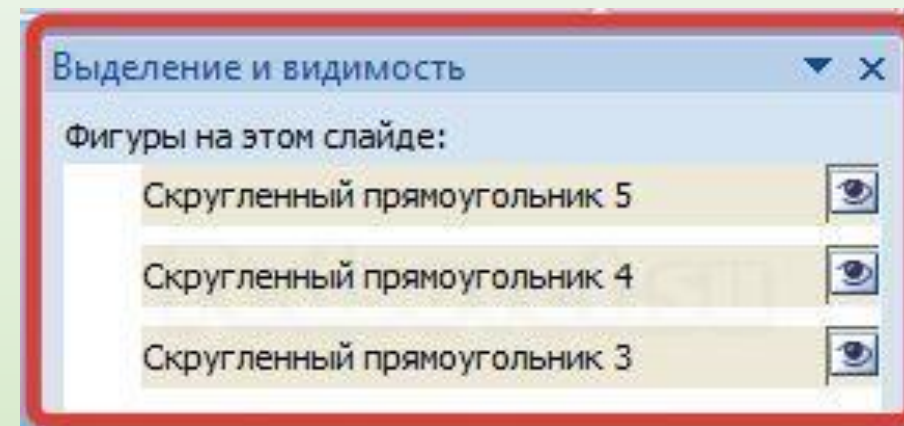 Выделение и видимость
Фигуры на этом слайде:
Скругленный прямоугольник 5
Скругленный прямоугольник 4
Скругленный прямоугольник 3